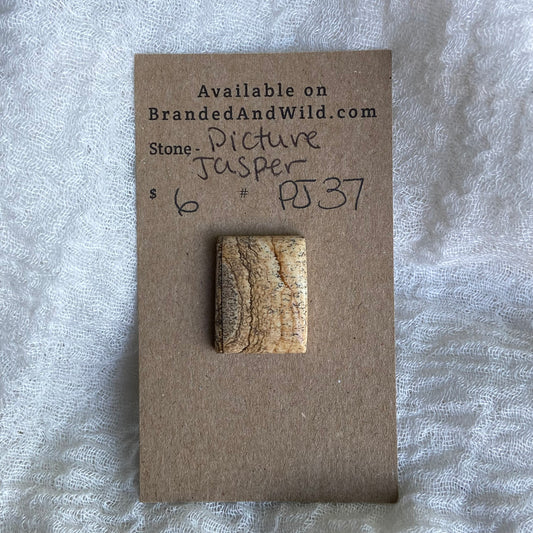 Available on
BrandedAndWild.com
Stone - Picture
Jasper
$ 6 # PJ37